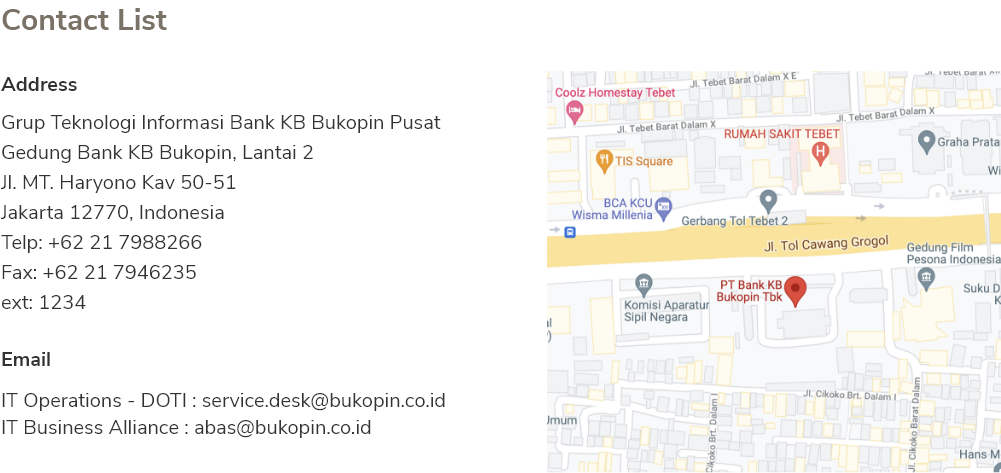 Contact List
Address
Grup Teknologi Informasi Bank KB Bukopin Pusat
Gedung Bank KB Bukopin, Lantai 2
Jl. MT. Haryono Kav 50-51
Jakarta 12770, Indonesia
Telp: +62 21 7988266
Fax: +62 21 7946235
ext: 1234
Email
IT Operations - DOTI : service.desk@bukopin.co.id
IT Business Alliance : abas@bukopin.co.id
Jl. Tebet Barat Dalam X E
Coolz Homestay Tebet
Jl. Tebet Barat Dalam X
Jl. Tebet Barat Dalam X
RUMAH SAKIT TEBET
Graha Prata
TIS Square
Wi
BCA KCU
Wisma Millenia
Gerbang Tol Tebet 2
Jl. Tol Cawang Grogol
Gedung Film
Pesona Indonesia
PT Bank KB
Bukopin Tbk
Suku D
K
Komisi Aparatur
Sipil Negara
al
)
Jl. Cikoko Brt. Dalam I
Jmum
Cikoko Brt. Dalam I
Jl. Cikoko Barat Dalam
Hans M